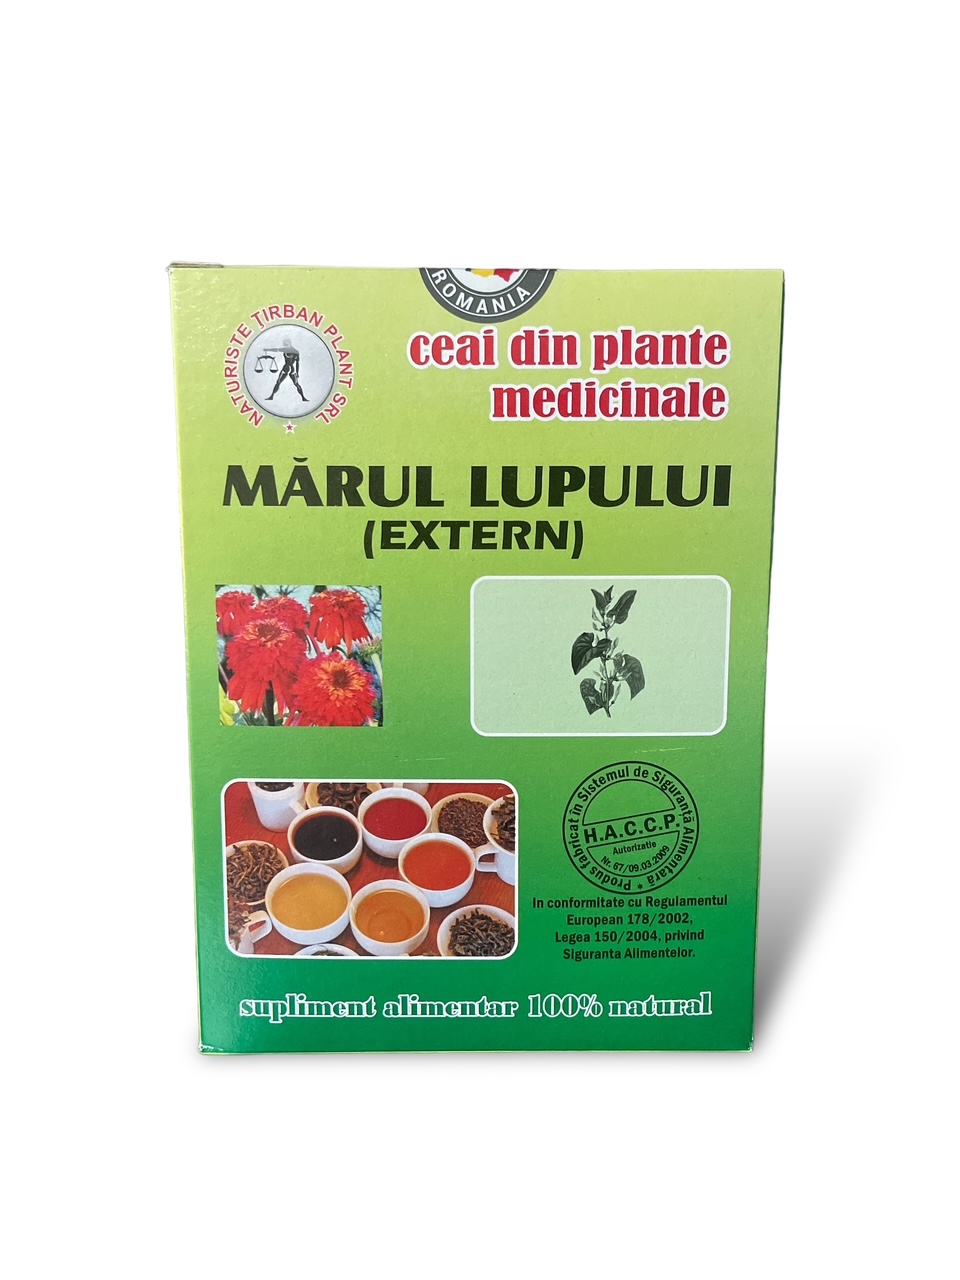 ROMANIA
NATURISTE ȚIRBAN PLANT SRL
ceai din plante
medicinale
MĂRUL LUPULUI
(EXTERN)
Produs fabricat în Sistemul de Siguranță Alimentară *
H.A.C.C.P.
Autorizatie
Nr. 67/09.03.2009
In conformitate cu Regulamentul
European 178/2002,
Legea 150/2004, privind
Siguranta Alimentelor.
supliment alimentar 100% natural